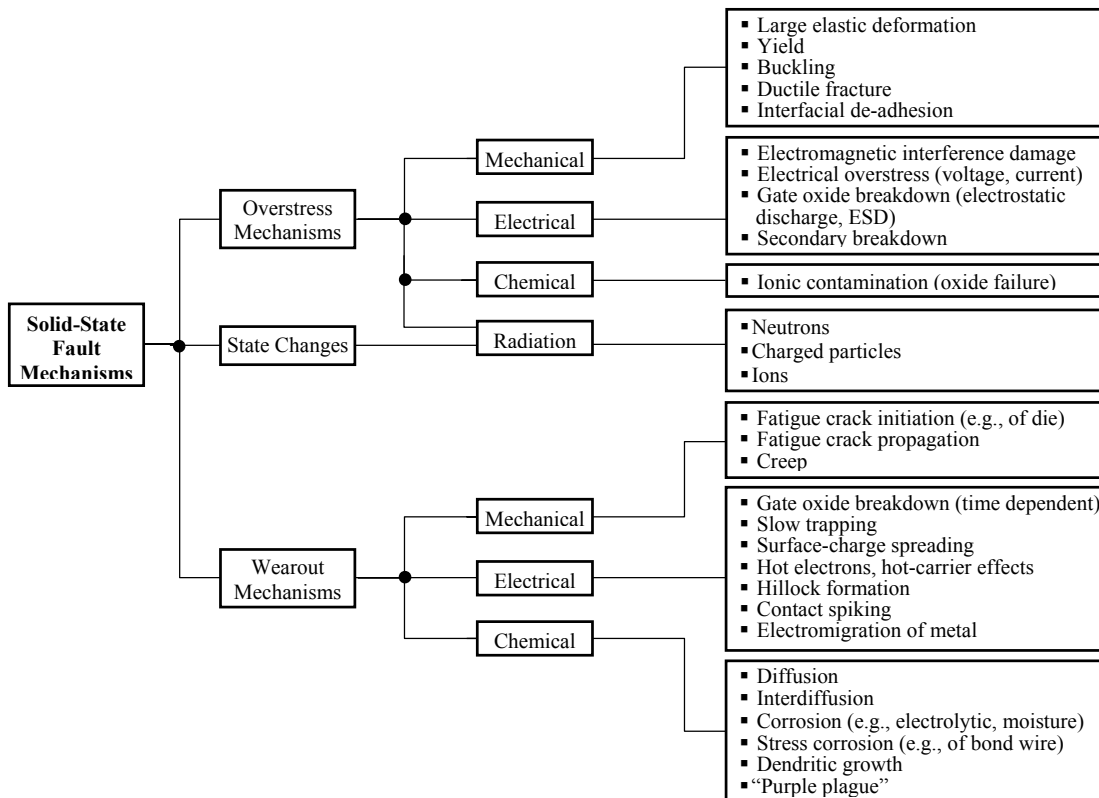 Solid-State
Fault
Mechanisms
Overstress
Mechanisms
State Changes
Wearout
Mechanisms
Mechanical
Electrical
Chemical
Radiation
Mechanical
Electrical
Chemical
▪ Large elastic deformation
▪ Yield
▪ Buckling
▪ Ductile fracture
▪ Interfacial de-adhesion
▪ Electromagnetic interference damage
▪ Electrical overstress (voltage, current)
▪ Gate oxide breakdown (electrostatic
discharge, ESD)
▪ Secondary breakdown
▪ Ionic contamination (oxide failure)
▪ Neutrons
▪ Charged particles
▪ Ions
▪ Fatigue crack initiation (e.g., of die)
▪ Fatigue crack propagation
▪ Creep
▪ Gate oxide breakdown (time dependent)
▪ Slow trapping
▪ Surface-charge spreading
▪ Hot electrons, hot-carrier effects
▪ Hillock formation
▪ Contact spiking
▪ Electromigration of metal
▪ Diffusion
▪ Interdiffusion
▪ Corrosion (e.g., electrolytic, moisture)
▪ Stress corrosion (e.g., of bond wire)
▪ Dendritic growth
▪ “Purple plague”